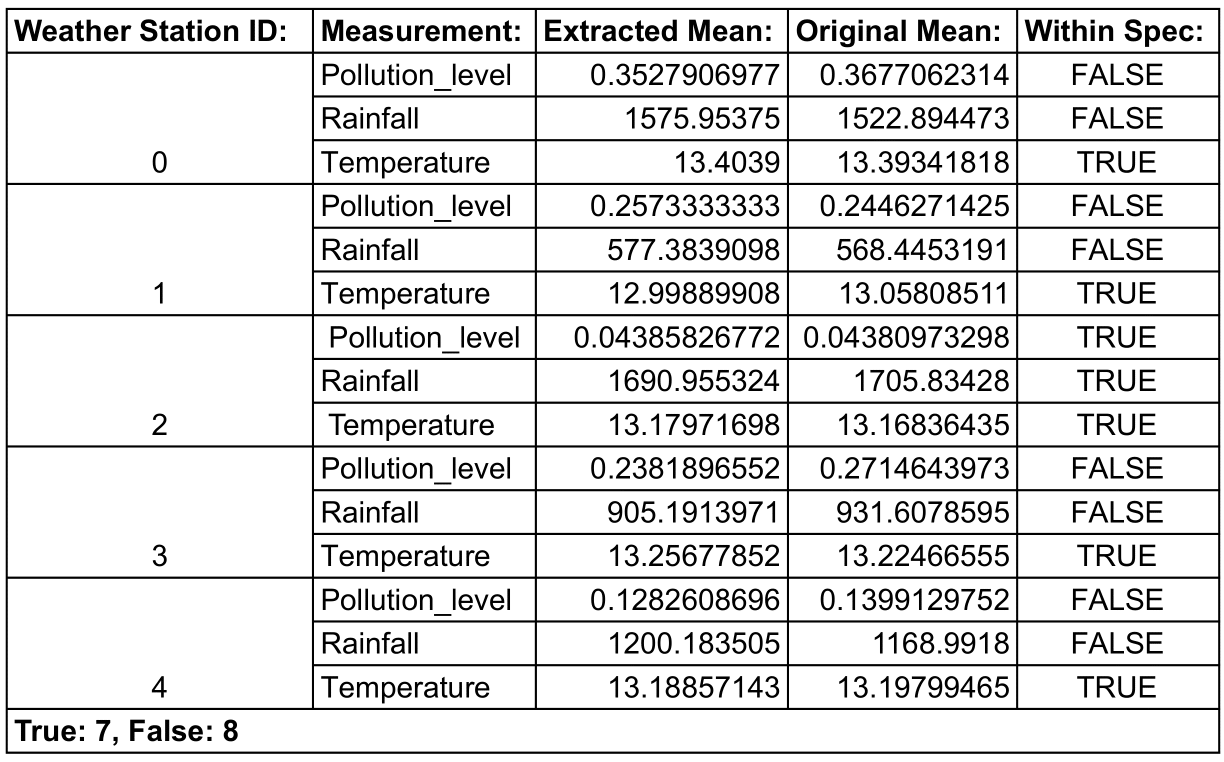 Weather Station ID: Measurement: Extracted Mean: Original Mean: Within Spec:
Pollution_level 0.3527906977 0.3677062314 FALSE
Rainfall 1575.95375 1522.894473 FALSE
0 Temperature 13.4039 13.39341818 TRUE
Pollution_level 0.2573333333 0.2446271425 FALSE
Rainfall 577.3839098 568.4453191 FALSE
1 Temperature 12.99889908 13.05808511 TRUE
Pollution_level 0.04385826772 0.04380973298 TRUE
Rainfall 1690.955324 1705.83428 TRUE
2 Temperature 13.17971698 13.16836435 TRUE
Pollution_level 0.2381896552 0.2714643973 FALSE
Rainfall 905.1913971 931.6078595 FALSE
3 Temperature 13.25677852 13.22466555 TRUE
Pollution_level 0.1282608696 0.1399129752 FALSE
Rainfall 1200.183505 1168.9918 FALSE
4 Temperature 13.18857143 13.19799465 TRUE
True: 7, False: 8